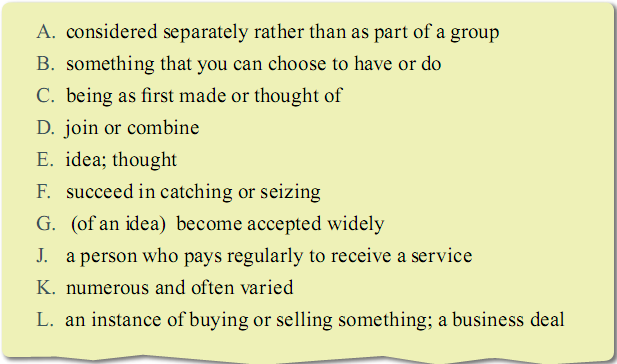 A. considered separately rather than as part of a group
B. something that you can choose to have or do
C. being as first made or thought of
D. join or combine
E. idea; thought
F. succeed in catching or seizing
G. (of an idea) become accepted widely
J. a person who pays regularly to receive a service
K. numerous and often varied
L. an instance of buying or selling something; a business deal